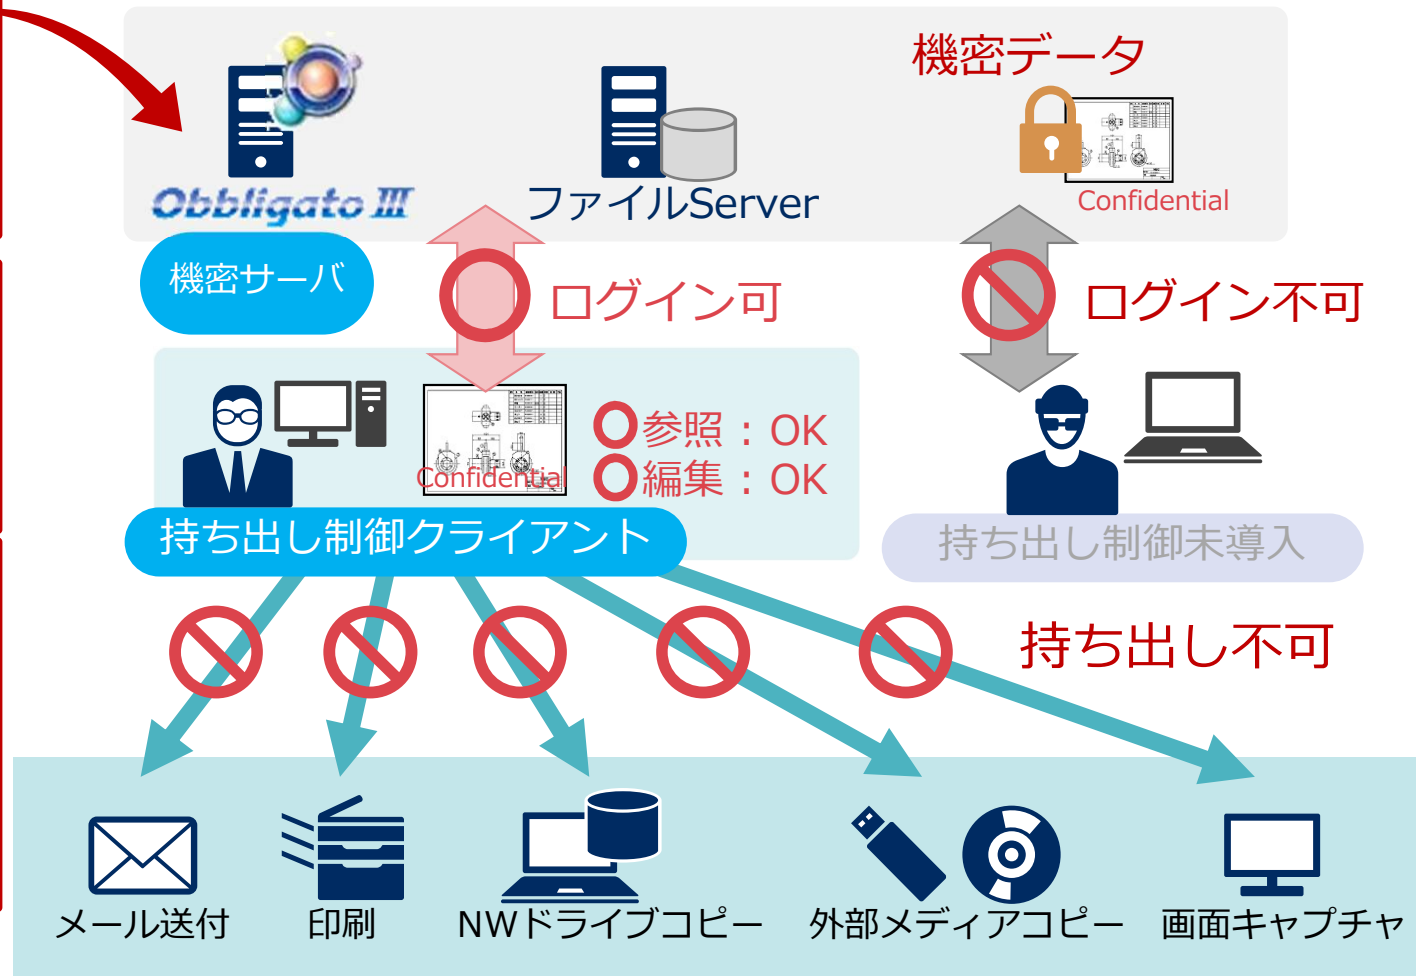 機密データ
Confidential
Obbligato III
ファイルServer
機密サーバ
ログイン可
ログイン不可
Confidential
参照：OK
編集：OK
持ち出し制御クライアント
持ち出し制御未導入
持ち出し不可
メール送付
印刷
NWドライブコピー
外部メディアコピー
画面キャプチャ